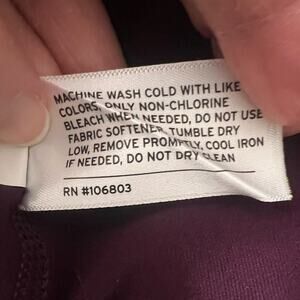 MACHINE WASH COLD WITH LIKE
COLORS, ONLY NON-CHLORINE
BLEACH WHEN NEEDED, DO NOT USE
FABRIC SOFTENER, TUMBLE DRY
LOW, REMOVE PROMPTLY, COOL IRON
IF NEEDED, DO NOT DRY CLEAN
RN #106803